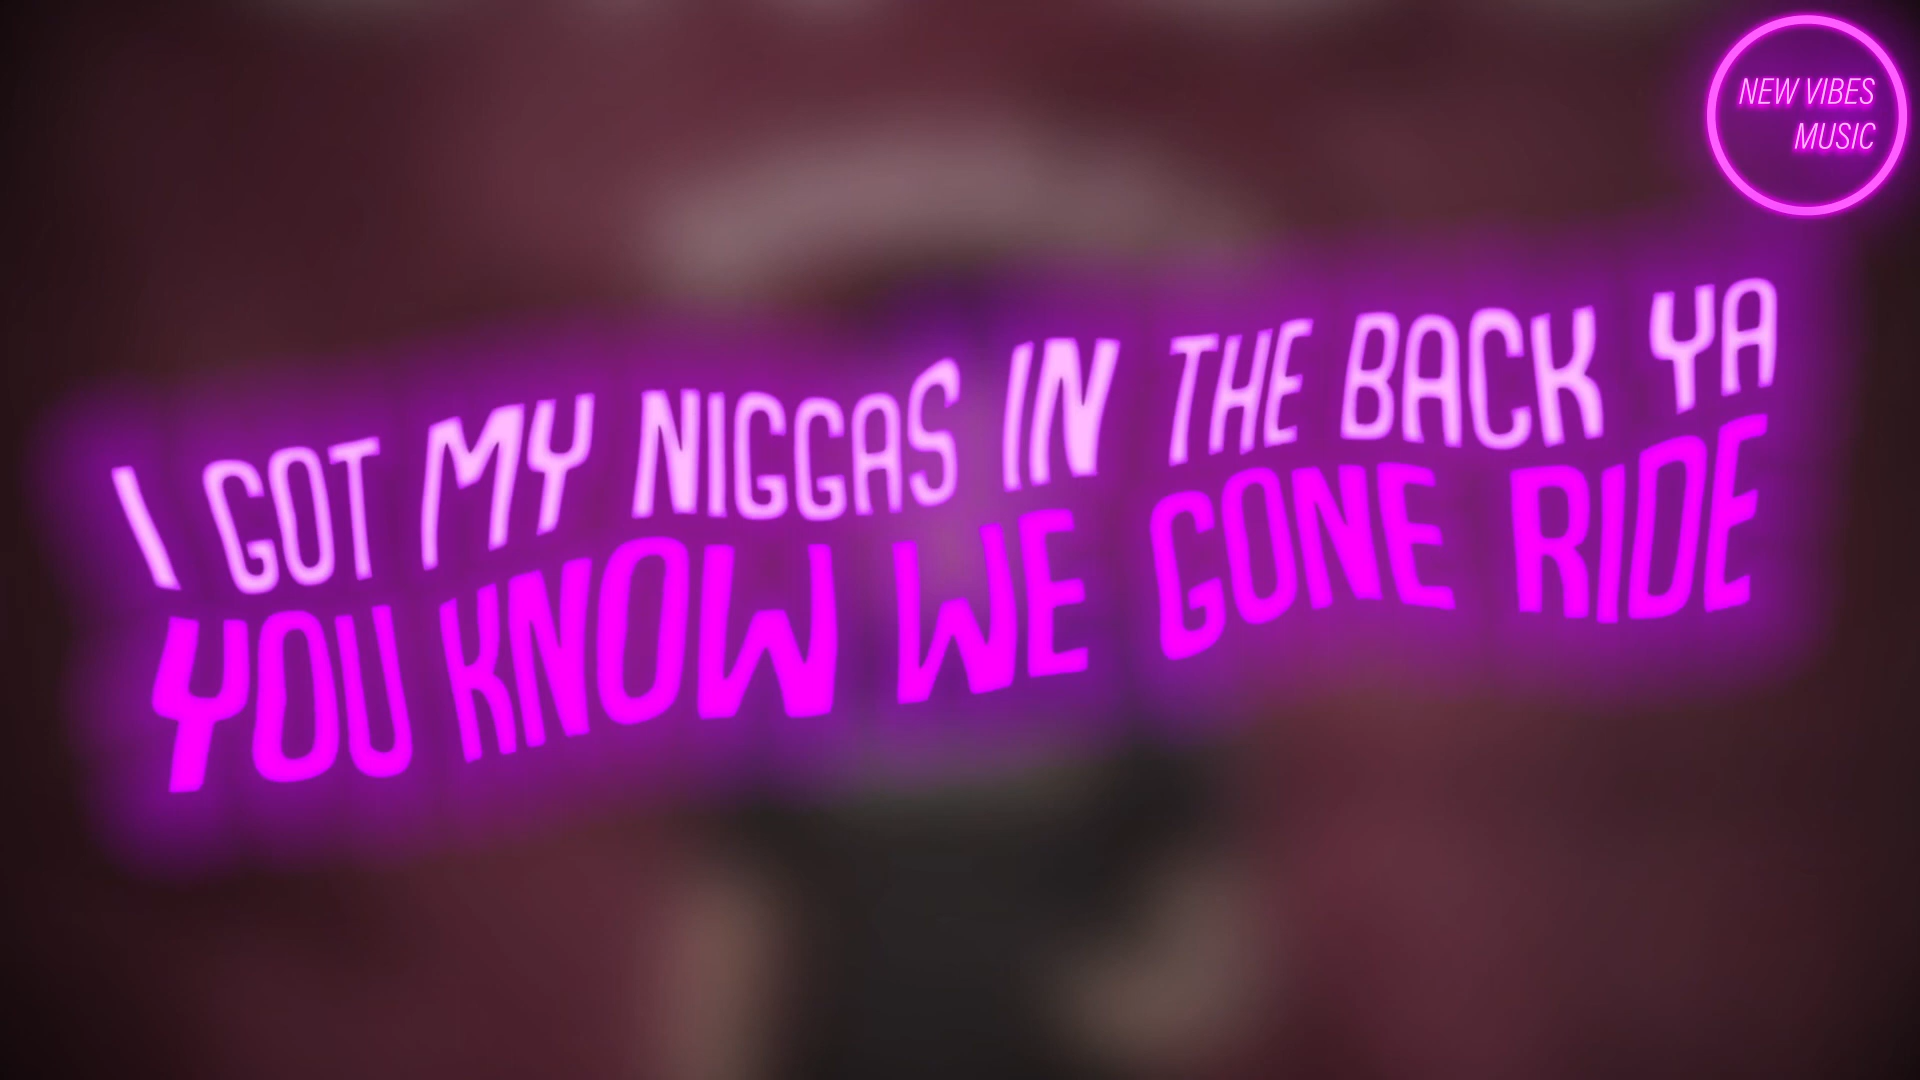 NEW VIBES
MUSIC
I GOT MY NIGGAS IN THE BACK YA
YOU KNOW WE GONE RIDE